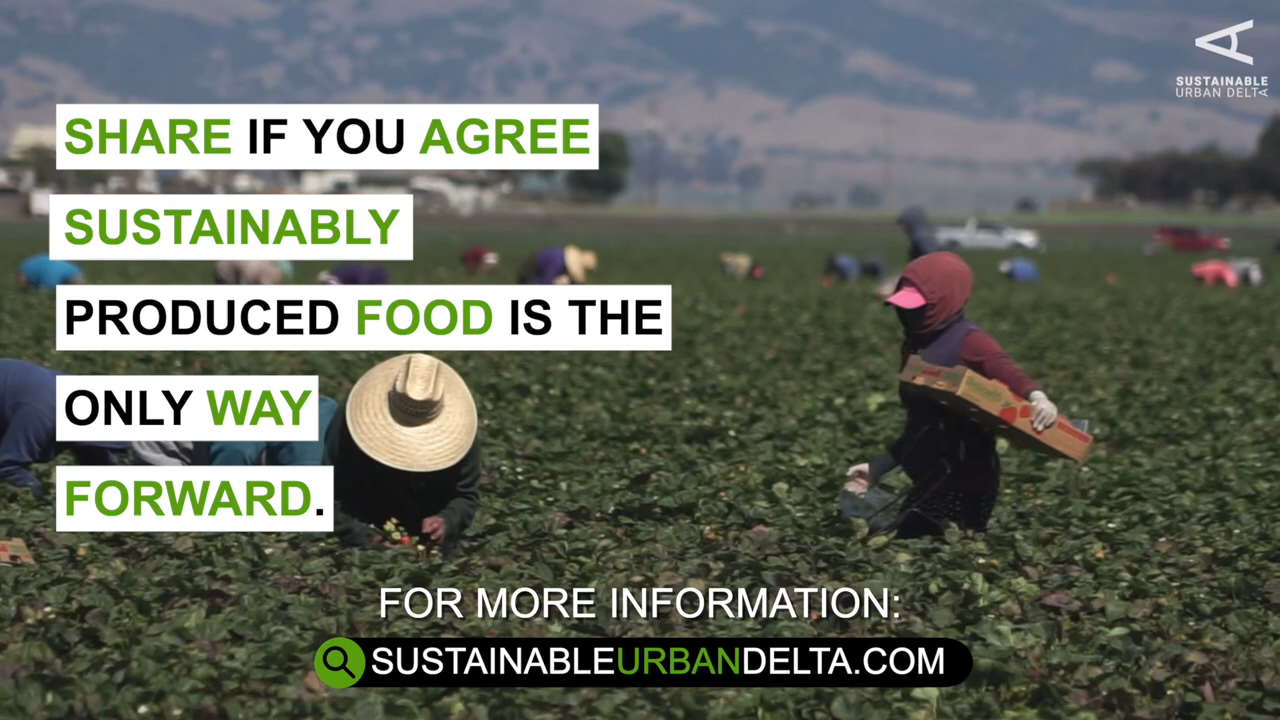 SUSTAINABLE
URBAN DELTA
SHARE IF YOU AGREE
SUSTAINABLY
PRODUCED FOOD IS THE
ONLY WAY
FORWARD.
FOR MORE INFORMATION:
SUSTAINABLEURBANDELTA.COM